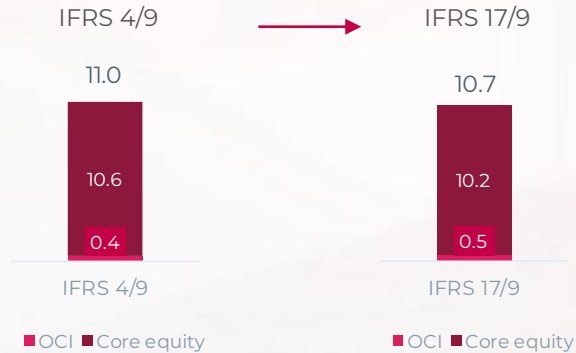 IFRS 4/9
IFRS 17/9
11.0
10.7
10.6
10.2
0.4
0.5
IFRS 4/9
IFRS 17/9
OCI Core equity
OCI Core equity